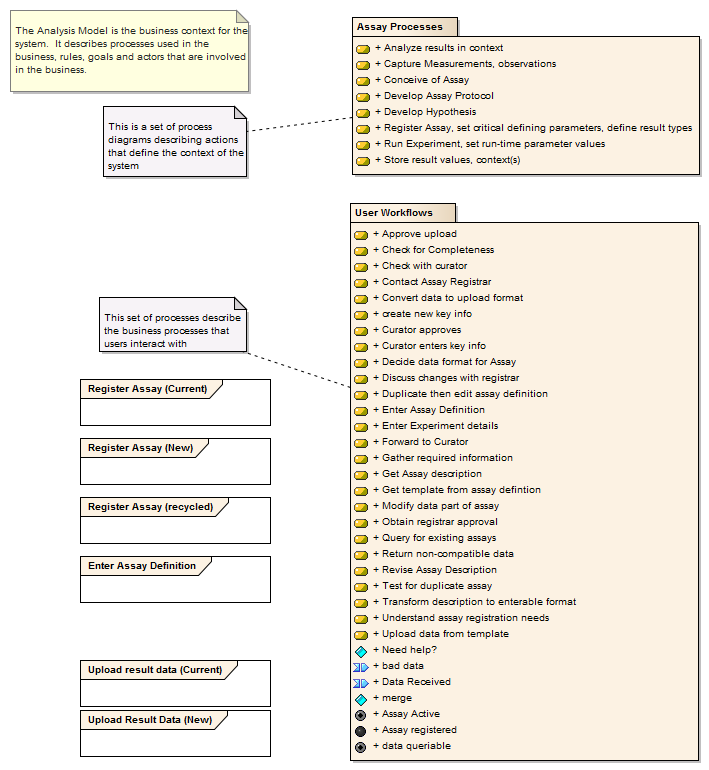 The Analysis Model is the business context for the
system.  It describes processes used in the
business, rules, goals and actors that are involved
in the business.
This is a set of process
diagrams describing actions
that define the context of the
system
Assay Processes
+ Analyze results in context
+ Capture Measurements, observations
+ Conceive of Assay
+ Develop Assay Protocol
+ Develop Hypothesis
+ Register Assay, set critical defining parameters, define result types
+ Run Experiment, set run-time parameter values
+ Store result values, context(s)
This set of processes describe
the business processes that
users interact with
User Workflows
+ Approve upload
+ Check for Completeness
+ Check with curator
+ Contact Assay Registrar
+ Convert data to upload format
+ create new key info
+ Curator approves
+ Curator enters key info
+ Decide data format for Assay
+ Discuss changes with registrar
+ Duplicate then edit assay definition
+ Enter Assay Definition
+ Enter Experiment details
+ Forward to Curator
+ Gather required information
+ Get Assay description
+ Get template from assay defintion
+ Modify data part of assay
+ Obtain registrar approval
+ Query for existing assays
+ Return non-compatible data
+ Revise Assay Description
+ Test for duplicate assay
+ Transform description to enterable format
+ Understand assay registration needs
+ Upload data from template
+ Need help?
+ bad data
+ Data Received
+ merge
+ Assay Active
+ Assay registered
+ data queriable
Register Assay (Current)
Register Assay (New)
Register Assay (recycled)
Enter Assay Definition
Upload result data (Current)
Upload Result Data (New)